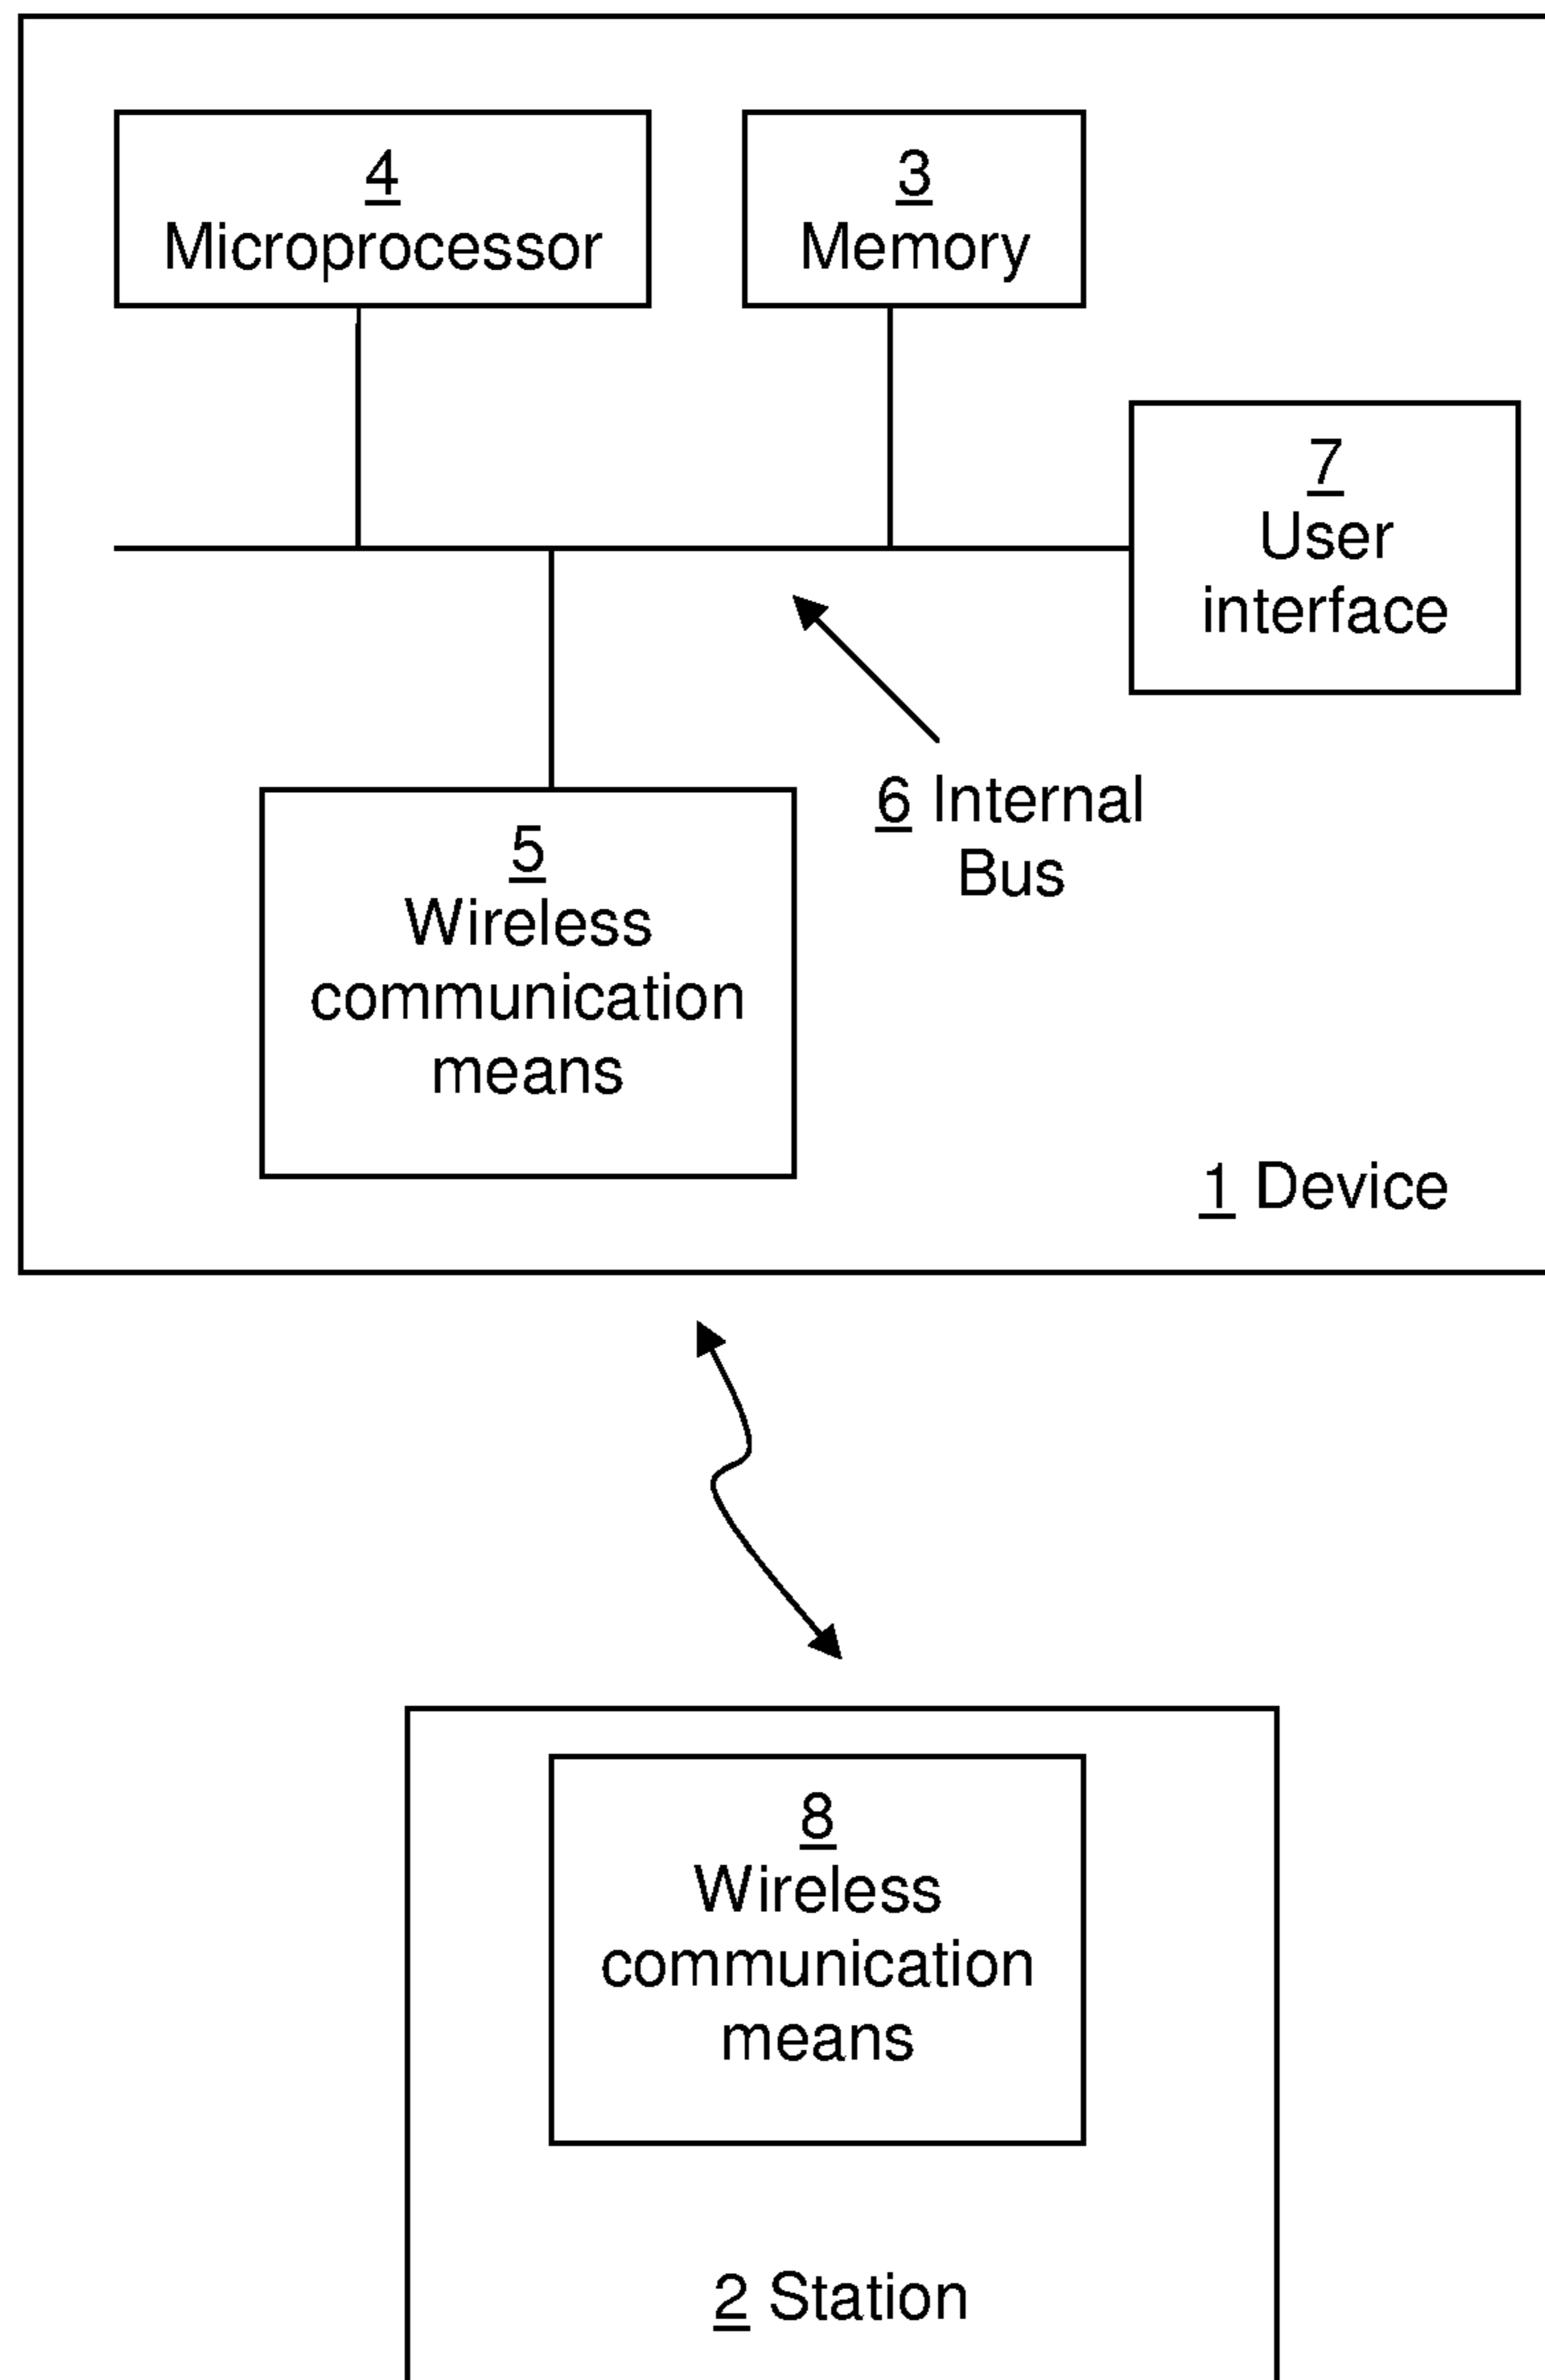 4
Microprocessor
3
Memory
7
User
interface
6 Internal
Bus
5
Wireless
communication
means
1 Device
8
Wireless
communication
means
2 Station